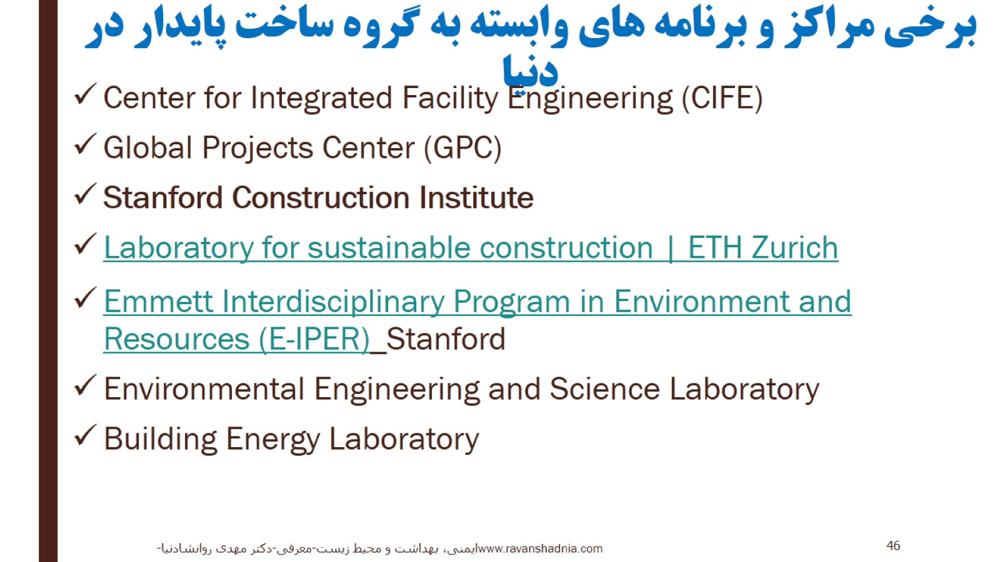 برخی مراکز و برنامه های وابسته به گروه ساخت پایدار در
دنیا
✓ Center for Integrated Facility Engineering (CIFE)
✓ Global Projects Center (GPC)
✓ Stanford Construction Institute
✓ Laboratory for sustainable construction | ETH Zurich
✓ Emmett Interdisciplinary Program in Environment and
Resources (E-IPER)_Stanford
✓ Environmental Engineering and Science Laboratory
✓ Building Energy Laboratory
ایمنی، بهداشت و محیط زیست-معرفی-دکتر مهدی روانشادنیا-www.ravanshadnia.com
46